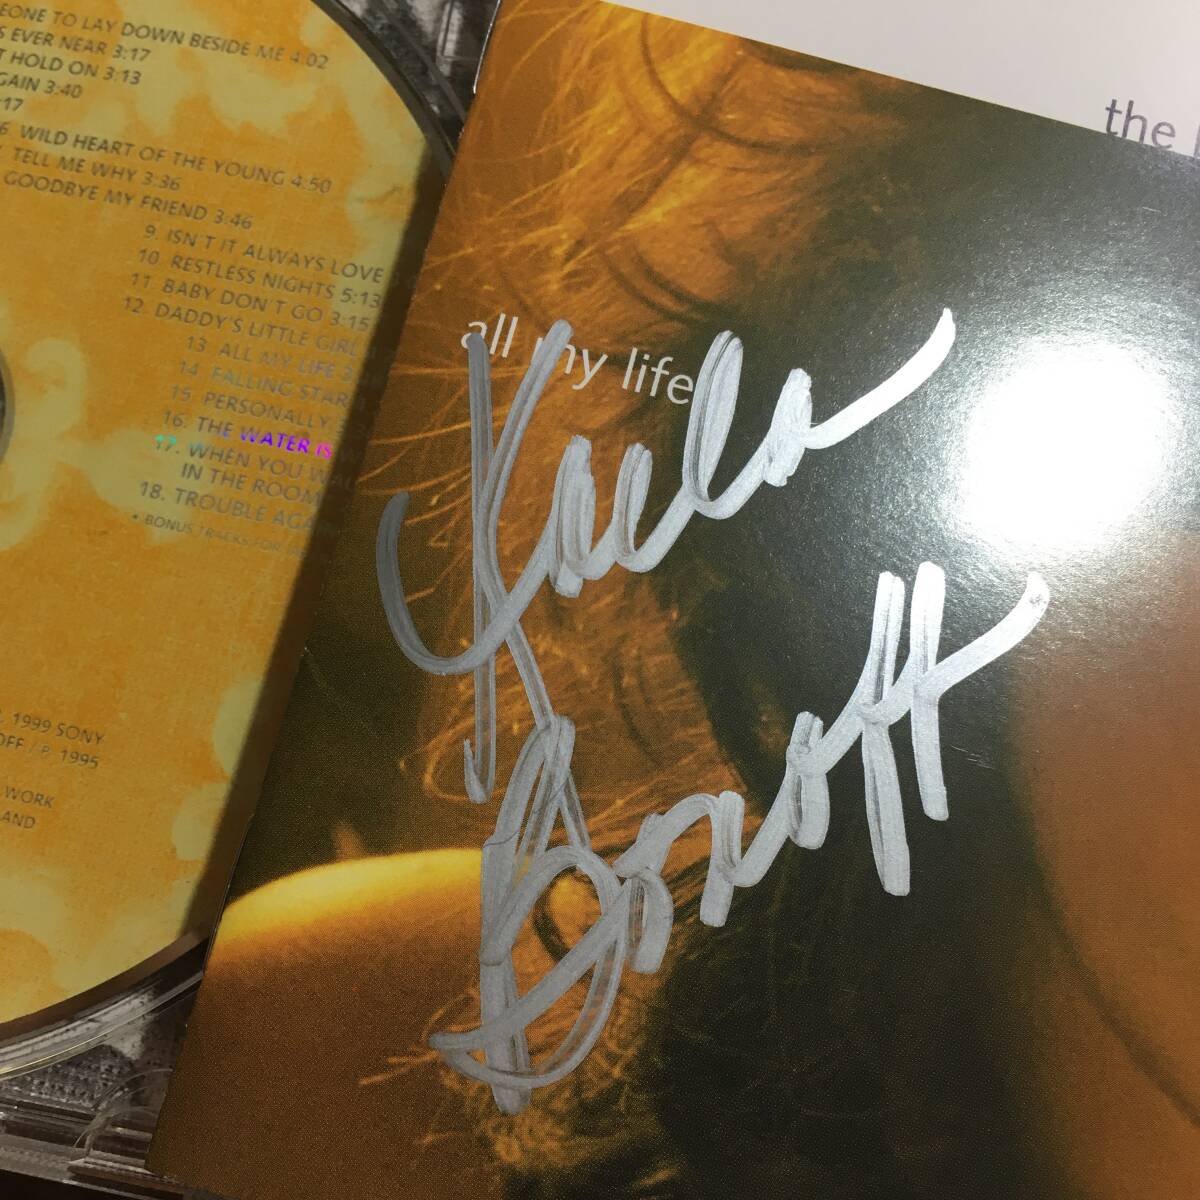 EONE TO LAY DOWN BESIDE ME 4:02
S EVER NEAR 3:17
T HOLD ON 3:13
GAIN 3:40
:17
6. WILD HEART OF THE YOUNG 4:50
TELL ME WHY 3:36
GOODBYE MY FRIEND 3:46
9. ISN'T IT ALWAYS LOVE
10. RESTLESS NIGHTS 5:13
11. BABY DON'T GO 3:15
12. DADDY'S LITTLE GIRL
13. ALL MY LIFE
14. FALLING STAR
15. PERSONALLY
16. THE WATER IS
17. WHEN YOU WAL
IN THE ROOM
18. TROUBLE AGA
• BONUS TRACKS FOR
1999 SONY
OFF / P. 1995
WORK
LAND
the
all my life
Karla
Bonoff